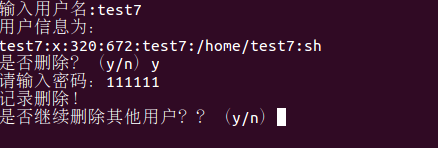 输入用户名:test7
用户信息为:
test7:x:320:672:test7:/home/test7:sh
是否删除? (y/n)y
请输入密码: 111111
记录删除!
是否继续删除其他用户?? (y/n)